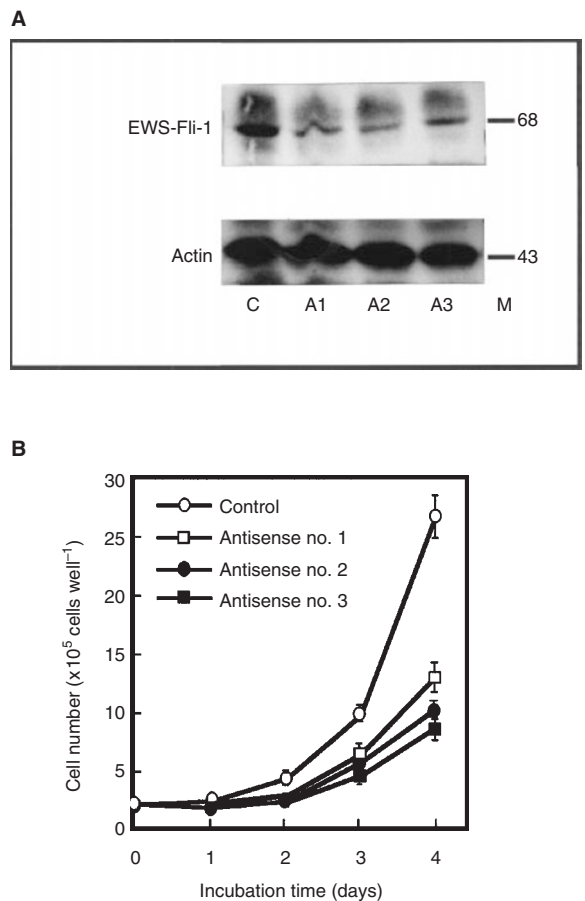 A
EWS-Fli-1
68
Actin
43
C A1 A2 A3 M
B
Cell number (x10⁵ cells well⁻¹)
30
25
20
15
10
5
0
Control
Antisense no. 1
Antisense no. 2
Antisense no. 3
0 1 2 3 4
Incubation time (days)